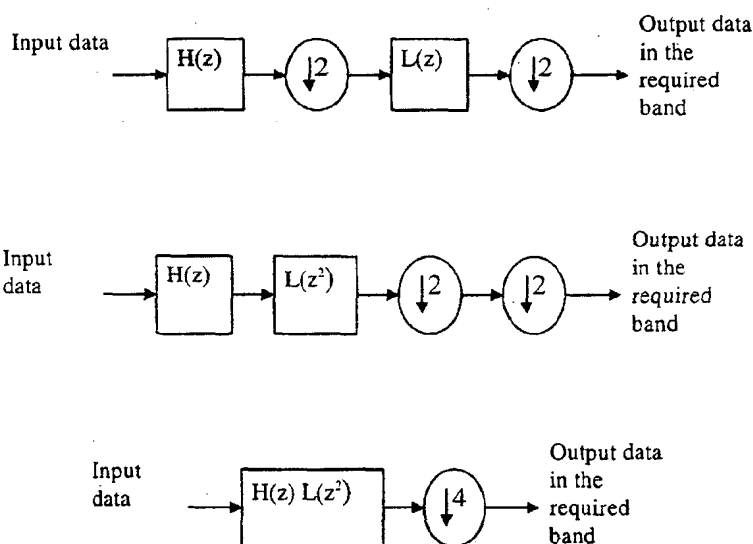 Input data
H(z)
↓2
L(z)
↓2
Output data
in the
required
band
Input
data
H(z)
L(z²)
↓2
↓2
Output data
in the
required
band
Input
data
H(z) L(z²)
↓4
Output data
in the
required
band